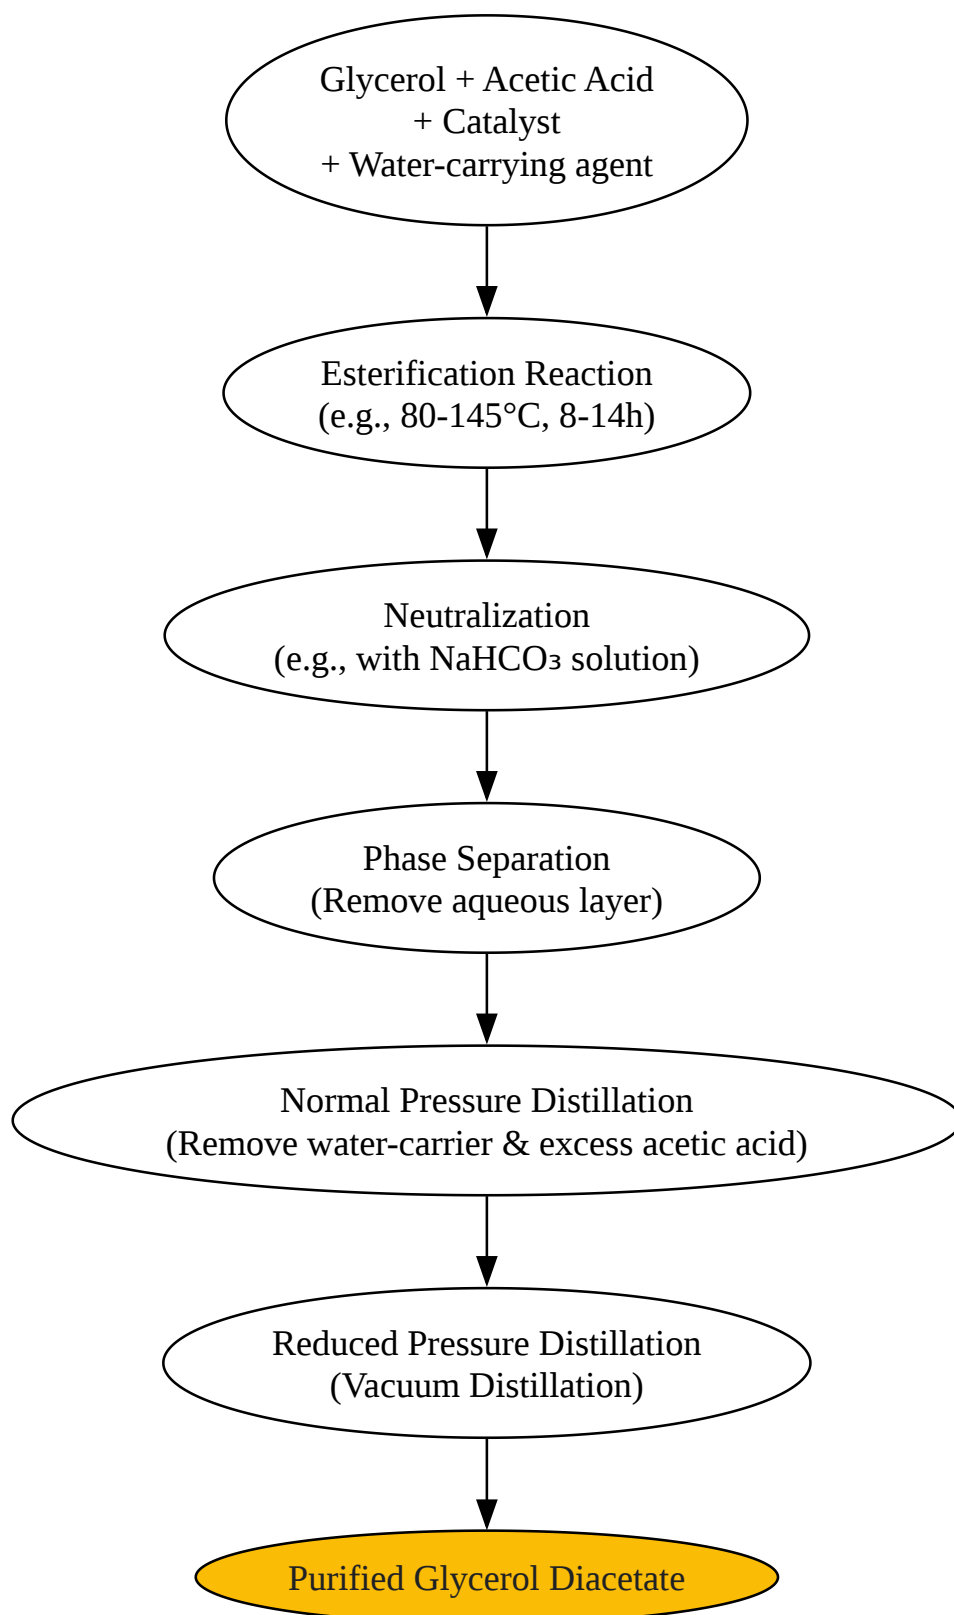 Glycerol + Acetic Acid
+ Catalyst
+ Water-carrying agent
Esterification Reaction
(e.g., 80-145°C, 8-14h)
Neutralization
(e.g., with NaHCO₃ solution)
Phase Separation
(Remove aqueous layer)
Normal Pressure Distillation
(Remove water-carrier & excess acetic acid)
Reduced Pressure Distillation
(Vacuum Distillation)
Purified Glycerol Diacetate